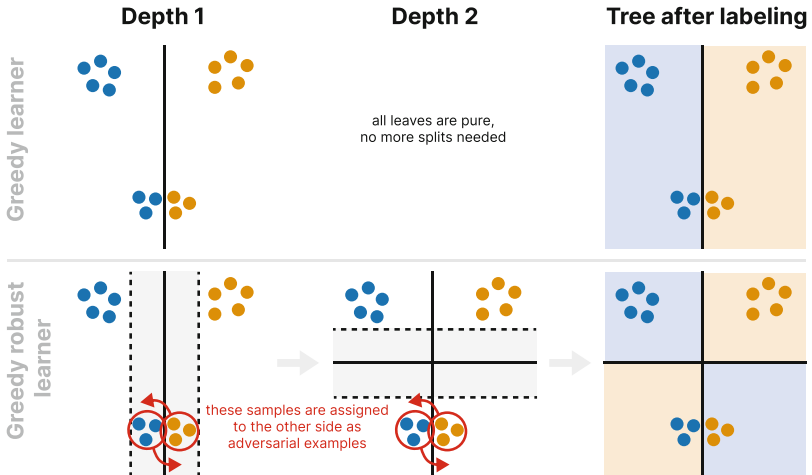 Depth 1
Depth 2
Tree after labeling
Greedy learner
all leaves are pure,
no more splits needed
Greedy robust
learner
these samples are assigned
to the other side as
adversarial examples